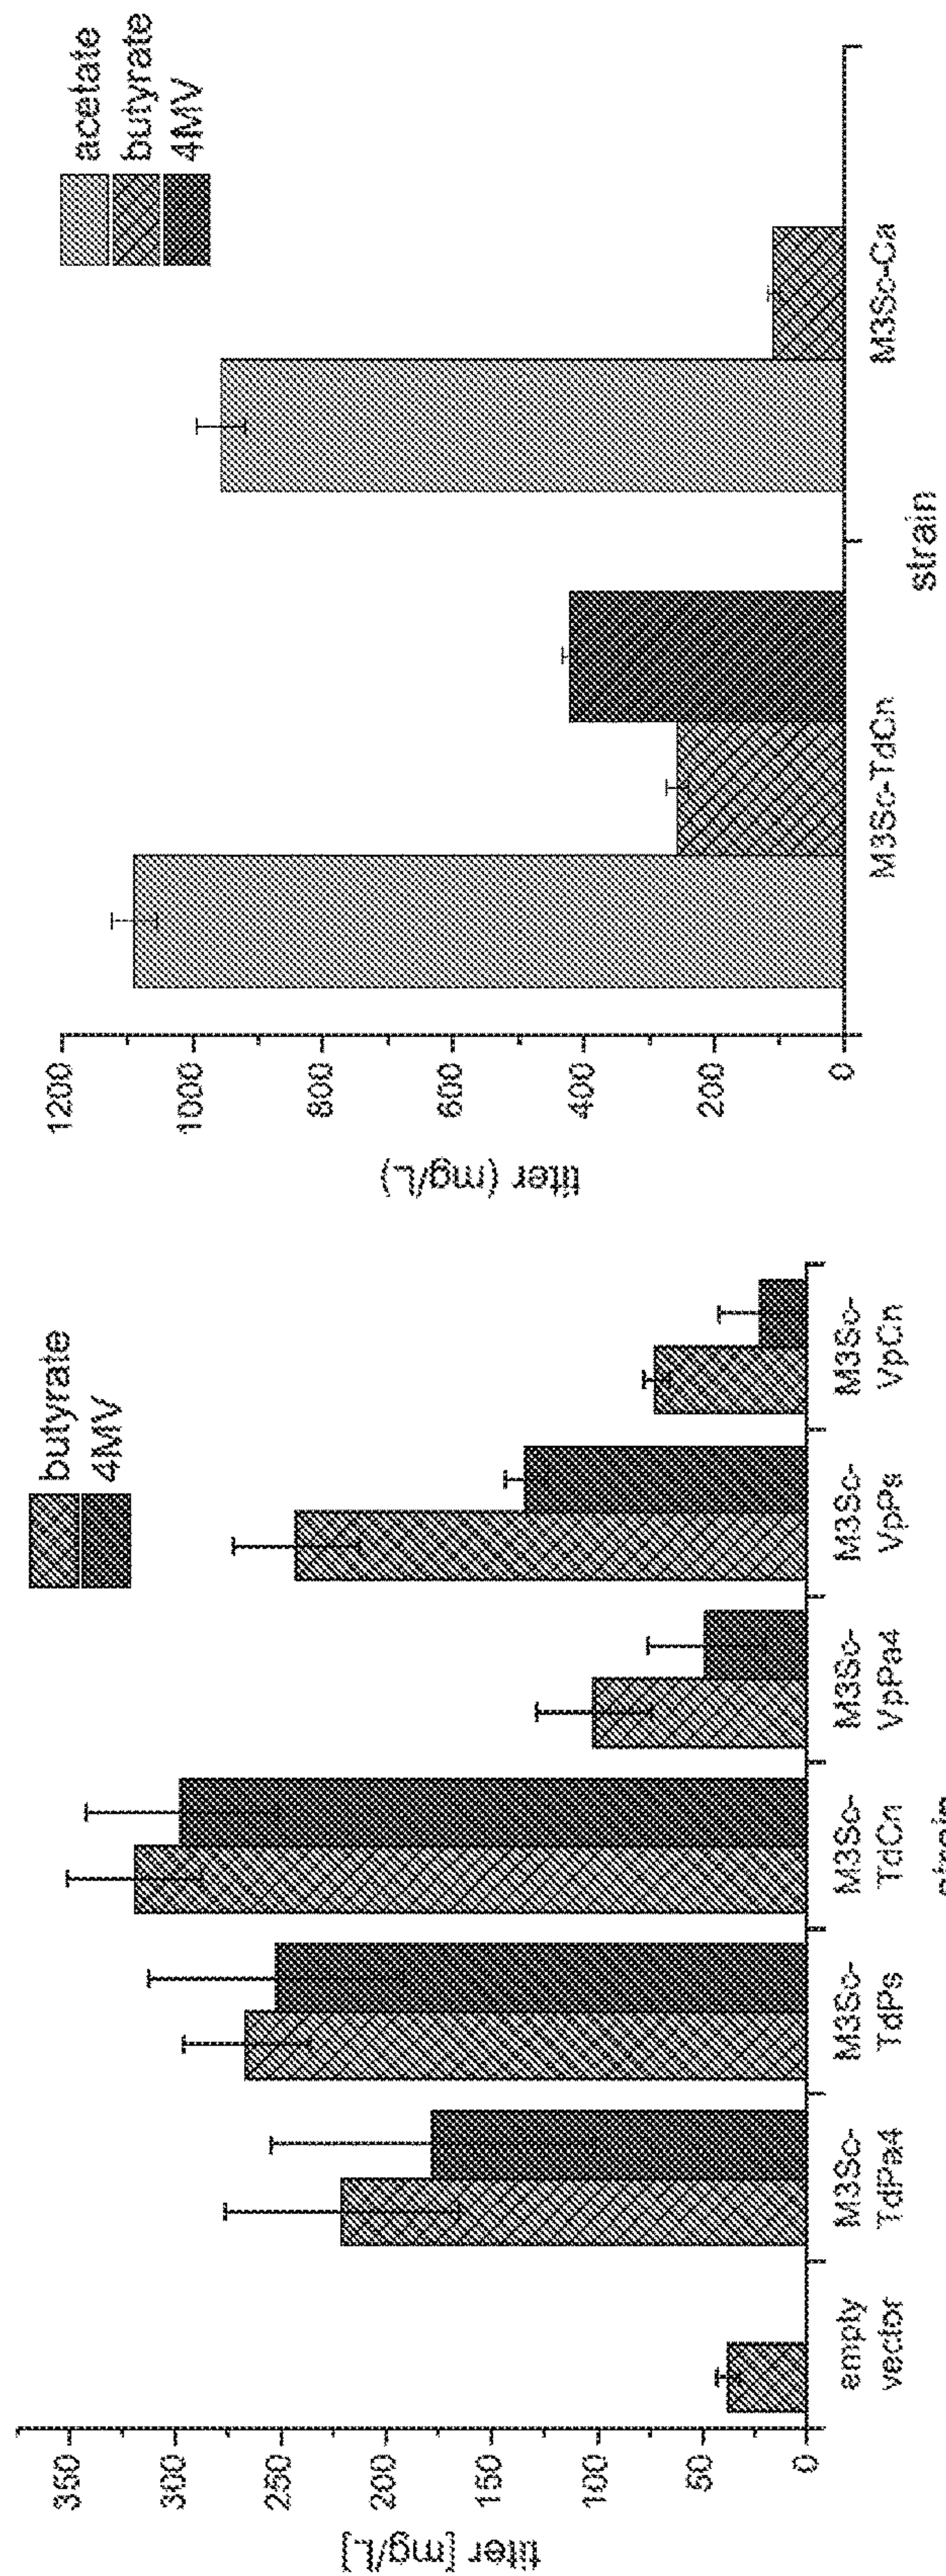 titer [mg/L]
350
300
250
200
150
100
50
0
butyrate
4MV
empty
vector
M3Sc-
TdPa4
M3Sc-
TdPs
M3Sc-
TdCn
M3Sc-
VpPa4
M3Sc-
VpPs
M3Sc-
VpCn
strain
titer (mg/L)
1200
1000
800
600
400
200
0
acetate
butyrate
4MV
M3Sc-TdCn
M3Sc-Ca
strain